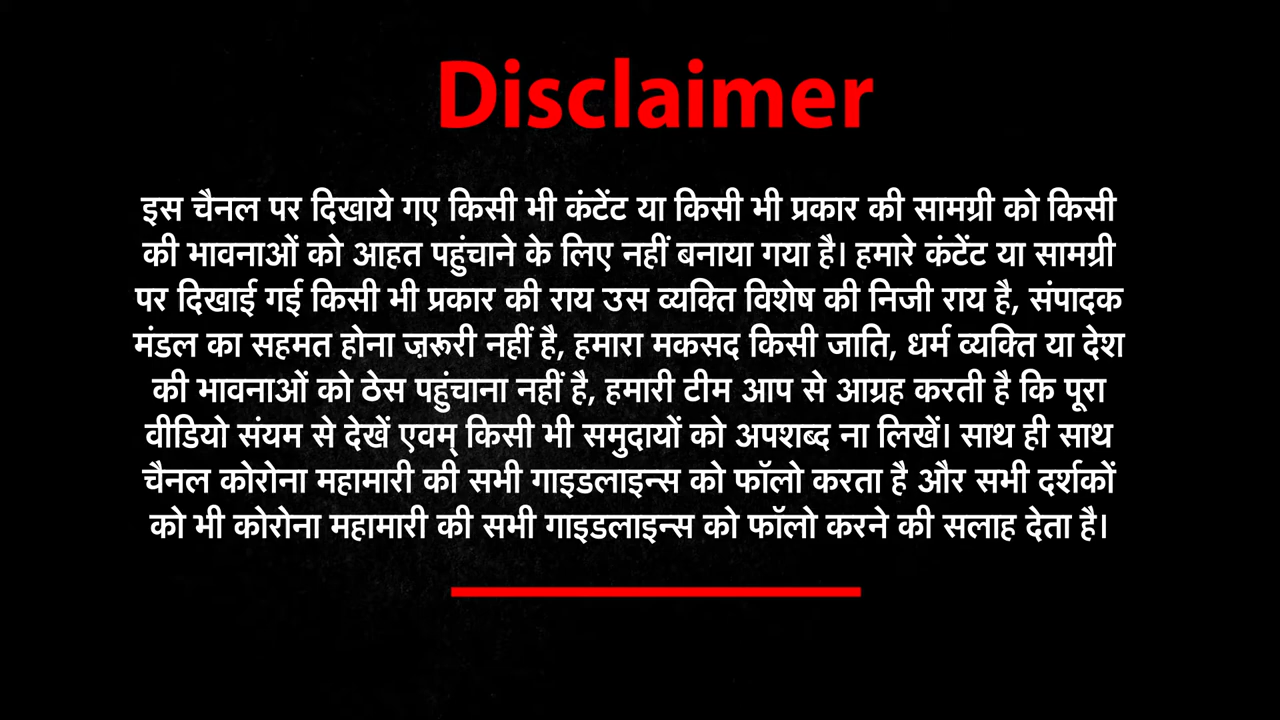 Disclaimer
इस चैनल पर दिखाये गए किसी भी कंटेंट या किसी भी प्रकार की सामग्री को किसी
की भावनाओं को आहत पहुंचाने के लिए नहीं बनाया गया है। हमारे कंटेंट या सामग्री
पर दिखाई गई किसी भी प्रकार की राय उस व्यक्ति विशेष की निजी राय है, संपादक
मंडल का सहमत होना ज़रूरी नहीं है, हमारा मकसद किसी जाति, धर्म व्यक्ति या देश
की भावनाओं को ठेस पहुंचाना नहीं है, हमारी टीम आप से आग्रह करती है कि पूरा
वीडियो संयम से देखें एवम् किसी भी समुदायों को अपशब्द ना लिखें। साथ ही साथ
चैनल कोरोना महामारी की सभी गाइडलाइन्स को फॉलो करता है और सभी दर्शकों
को भी कोरोना महामारी की सभी गाइडलाइन्स को फॉलो करने की सलाह देता है।